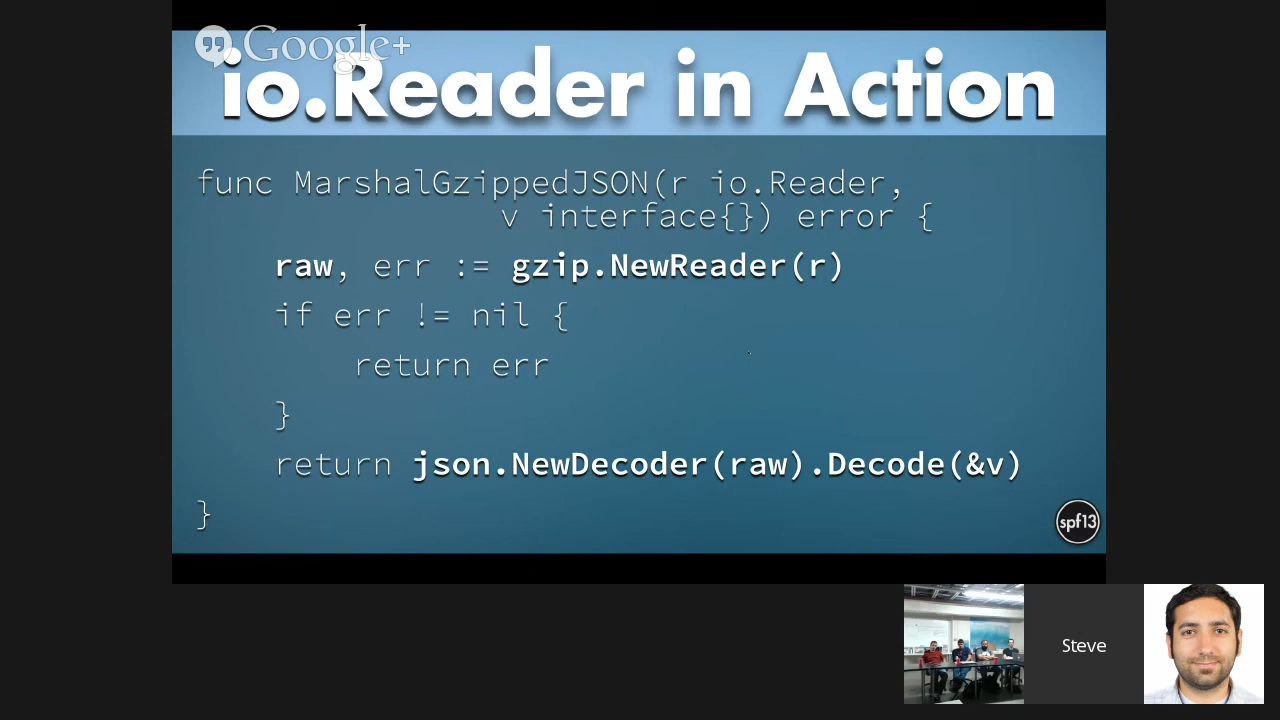 Google+
io.Reader in Action
func MarshalGzippedJSON(r io.Reader,
v interface{}) error {
raw, err := gzip.NewReader(r)
if err != nil {
return err
}
return json.NewDecoder(raw).Decode(&v)
}
spf13
Steve